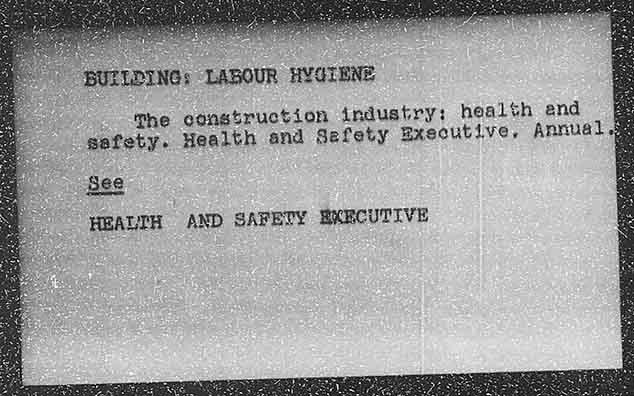 BUILDING: LABOUR HYGIENE
The construction industry: health and
safety. Health and Safety Executive. Annual.
See
HEALTH AND SAFETY EXECUTIVE